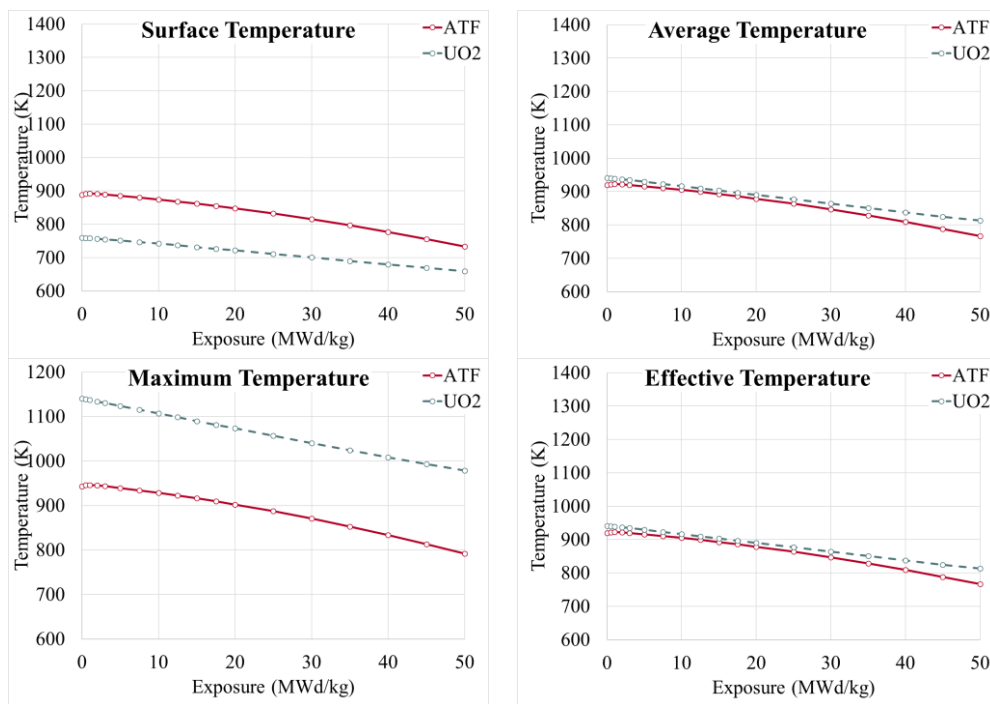 Surface Temperature
ATF
UO2
Temperature (K)
1400
1300
1200
1100
1000
900
800
700
600
0 10 20 30 40 50
Exposure (MWd/kg)
Average Temperature
ATF
UO2
Temperature (K)
1400
1300
1200
1100
1000
900
800
700
600
0 10 20 30 40 50
Exposure (MWd/kg)
Maximum Temperature
ATF
UO2
Temperature (K)
1200
1100
1000
900
800
700
600
0 10 20 30 40 50
Exposure (MWd/kg)
Effective Temperature
ATF
UO2
Temperature (K)
1400
1300
1200
1100
1000
900
800
700
600
0 10 20 30 40 50
Exposure (MWd/kg)